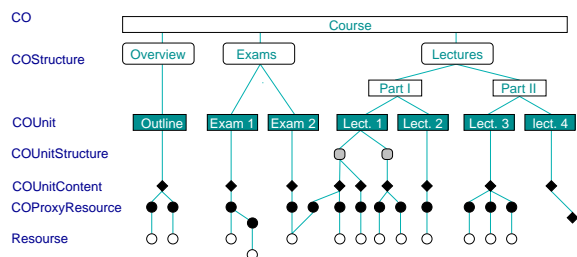 CO
Course
COStructure
Overview
Exams
Lectures
Part I
Part II
COUnit
Outline
Exam 1
Exam 2
Lect. 1
Lect. 2
Lect. 3
lect. 4
COUnitStructure
COUnitContent
COProxyResource
Resourse